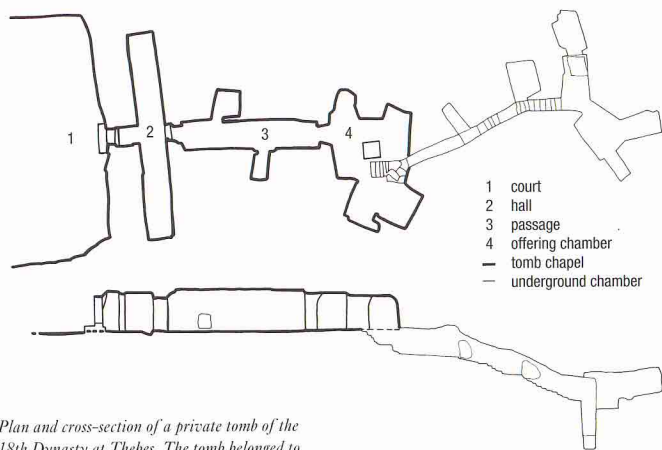 1
2
3
4
1 court
2 hall
3 passage
4 offering chamber
tomb chapel
underground chamber
Plan and cross-section of a private tomb of the
18th Dynasty at Thebes. The tomb belonged to